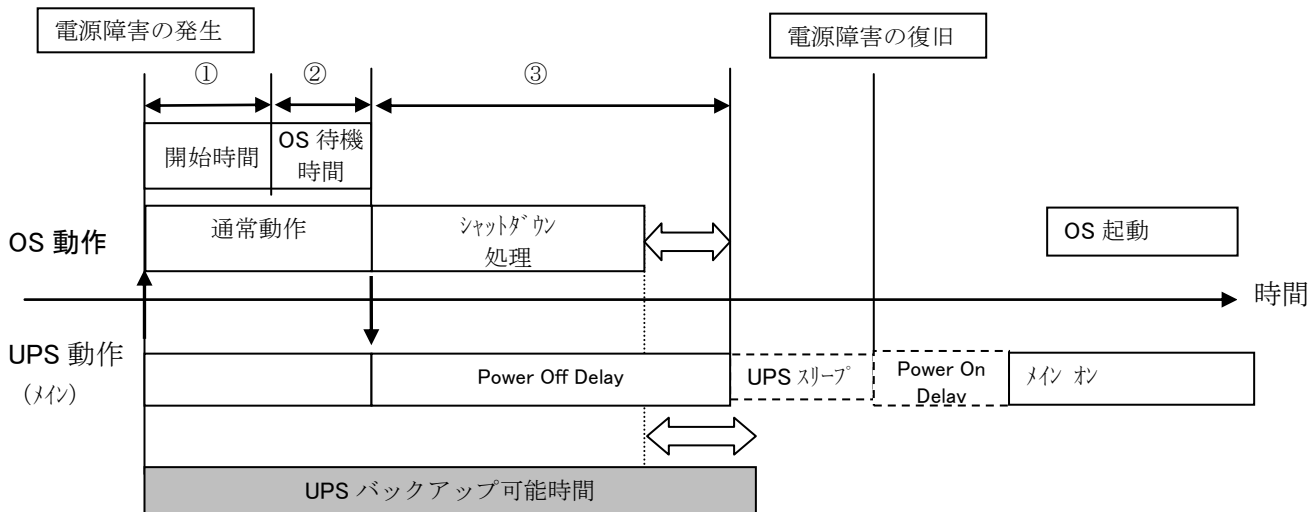 電源障害の発生
電源障害の復旧
① ② ③
開始時間
OS 待機
時間
OS 動作
通常動作
ｼｬｯﾄﾀﾞｳﾝ
処理
OS 起動
時間
UPS 動作
(ﾒｲﾝ)
Power Off Delay
UPS ｽﾘｰﾌﾟ
Power On
Delay
ﾒｲﾝ ｵﾝ
UPS バックアップ可能時間